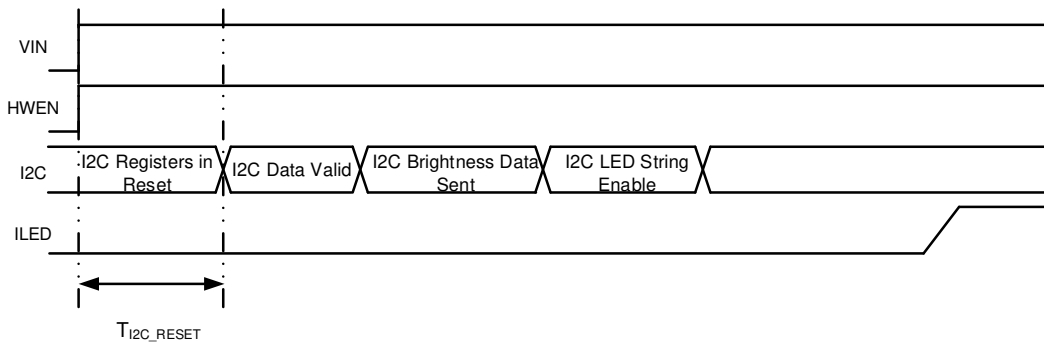 VIN
HWEN
I2C
I2C Registers in
Reset
I2C Data Valid
I2C Brightness Data
Sent
I2C LED String
Enable
ILED
TI2C_RESET